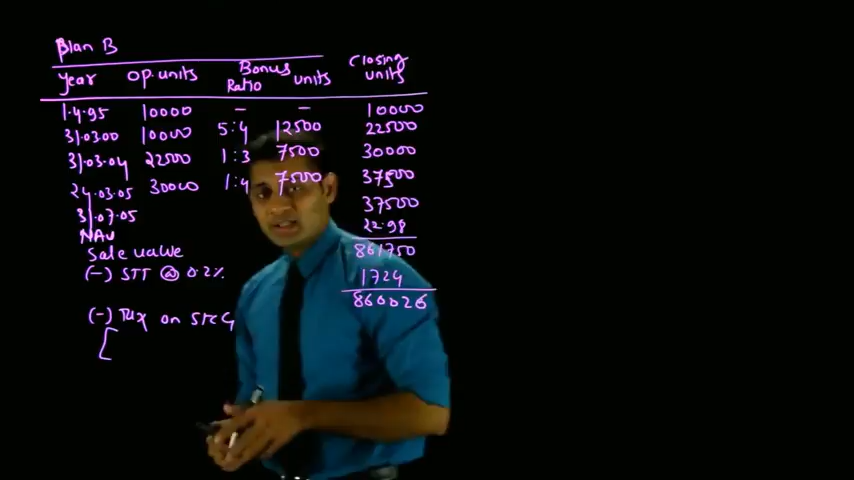 Plan B
Year Op. units Bonus Ratio units Closing units
1.4.95 10000 - - 10000
31.03.00 10000 5:4 12500 22500
31.03.04 22500 1:3 7500 30000
24.03.05 30000 1:4 7500 37500
31.07.05 37500
NAV 22.98
Sale value 861750
(-) STT @ 0.2% 1724
860026
(-) Tax on STCG
[